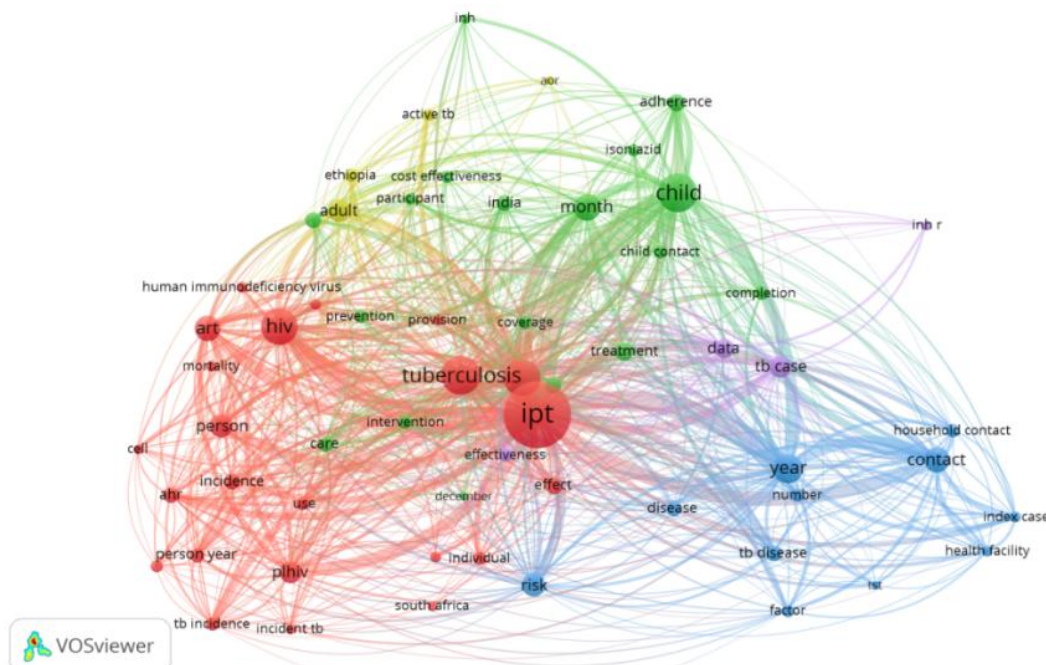 inh
aor
adherence
active tb
isoniazid
ethiopia
cost effectiveness
participant
child
india
month
adult
inh r
child contact
human immunodeficiency virus
completion
prevention
provision
coverage
art
hiv
treatment
data
mortality
tb case
tuberculosis
ipt
person
intervention
household contact
care
cell
effectiveness
contact
year
incidence
effect
ahr
december
number
use
disease
index case
person year
individual
tb disease
health facility
plhiv
risk
tst
south africa
factor
tb incidence
incident tb
VOSviewer